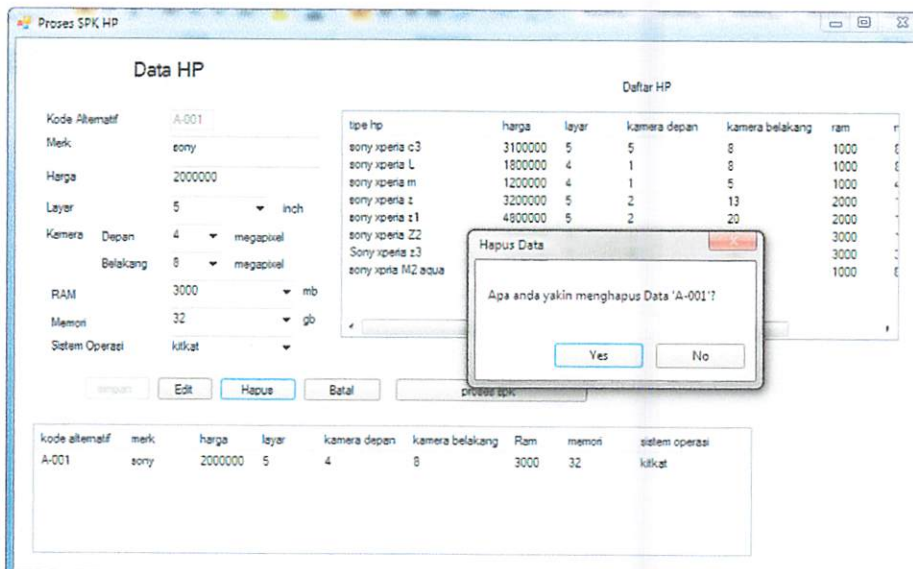 Proses SPK HP
Data HP
Kode Alternatif A-001
Merk sony
Harga 2000000
Layar 5 inch
Kamera Depan 4 megapixel
Belakang 8 megapixel
RAM 3000 mb
Memori 32 gb
Sistem Operasi kitkat
simpan Edit Hapus Batal proses spk
Daftar HP
tipe hp harga layar kamera depan kamera belakang ram
sony xperia c3 3100000 5 5 8 1000
sony xperia L 1800000 4 1 8 1000
sony xperia m 1200000 4 1 5 1000
sony xperia z 3200000 5 2 13 2000
sony xperia z1 4800000 5 2 20 2000
sony xperia Z2 3000
Sony xperia z3 3000
sony xpria M2 aqua 1000
Hapus Data
Apa anda yakin menghapus Data 'A-001'?
Yes No
kode alternatif merk harga layar kamera depan kamera belakang Ram memori sistem operasi
A-001 sony 2000000 5 4 8 3000 32 kitkat